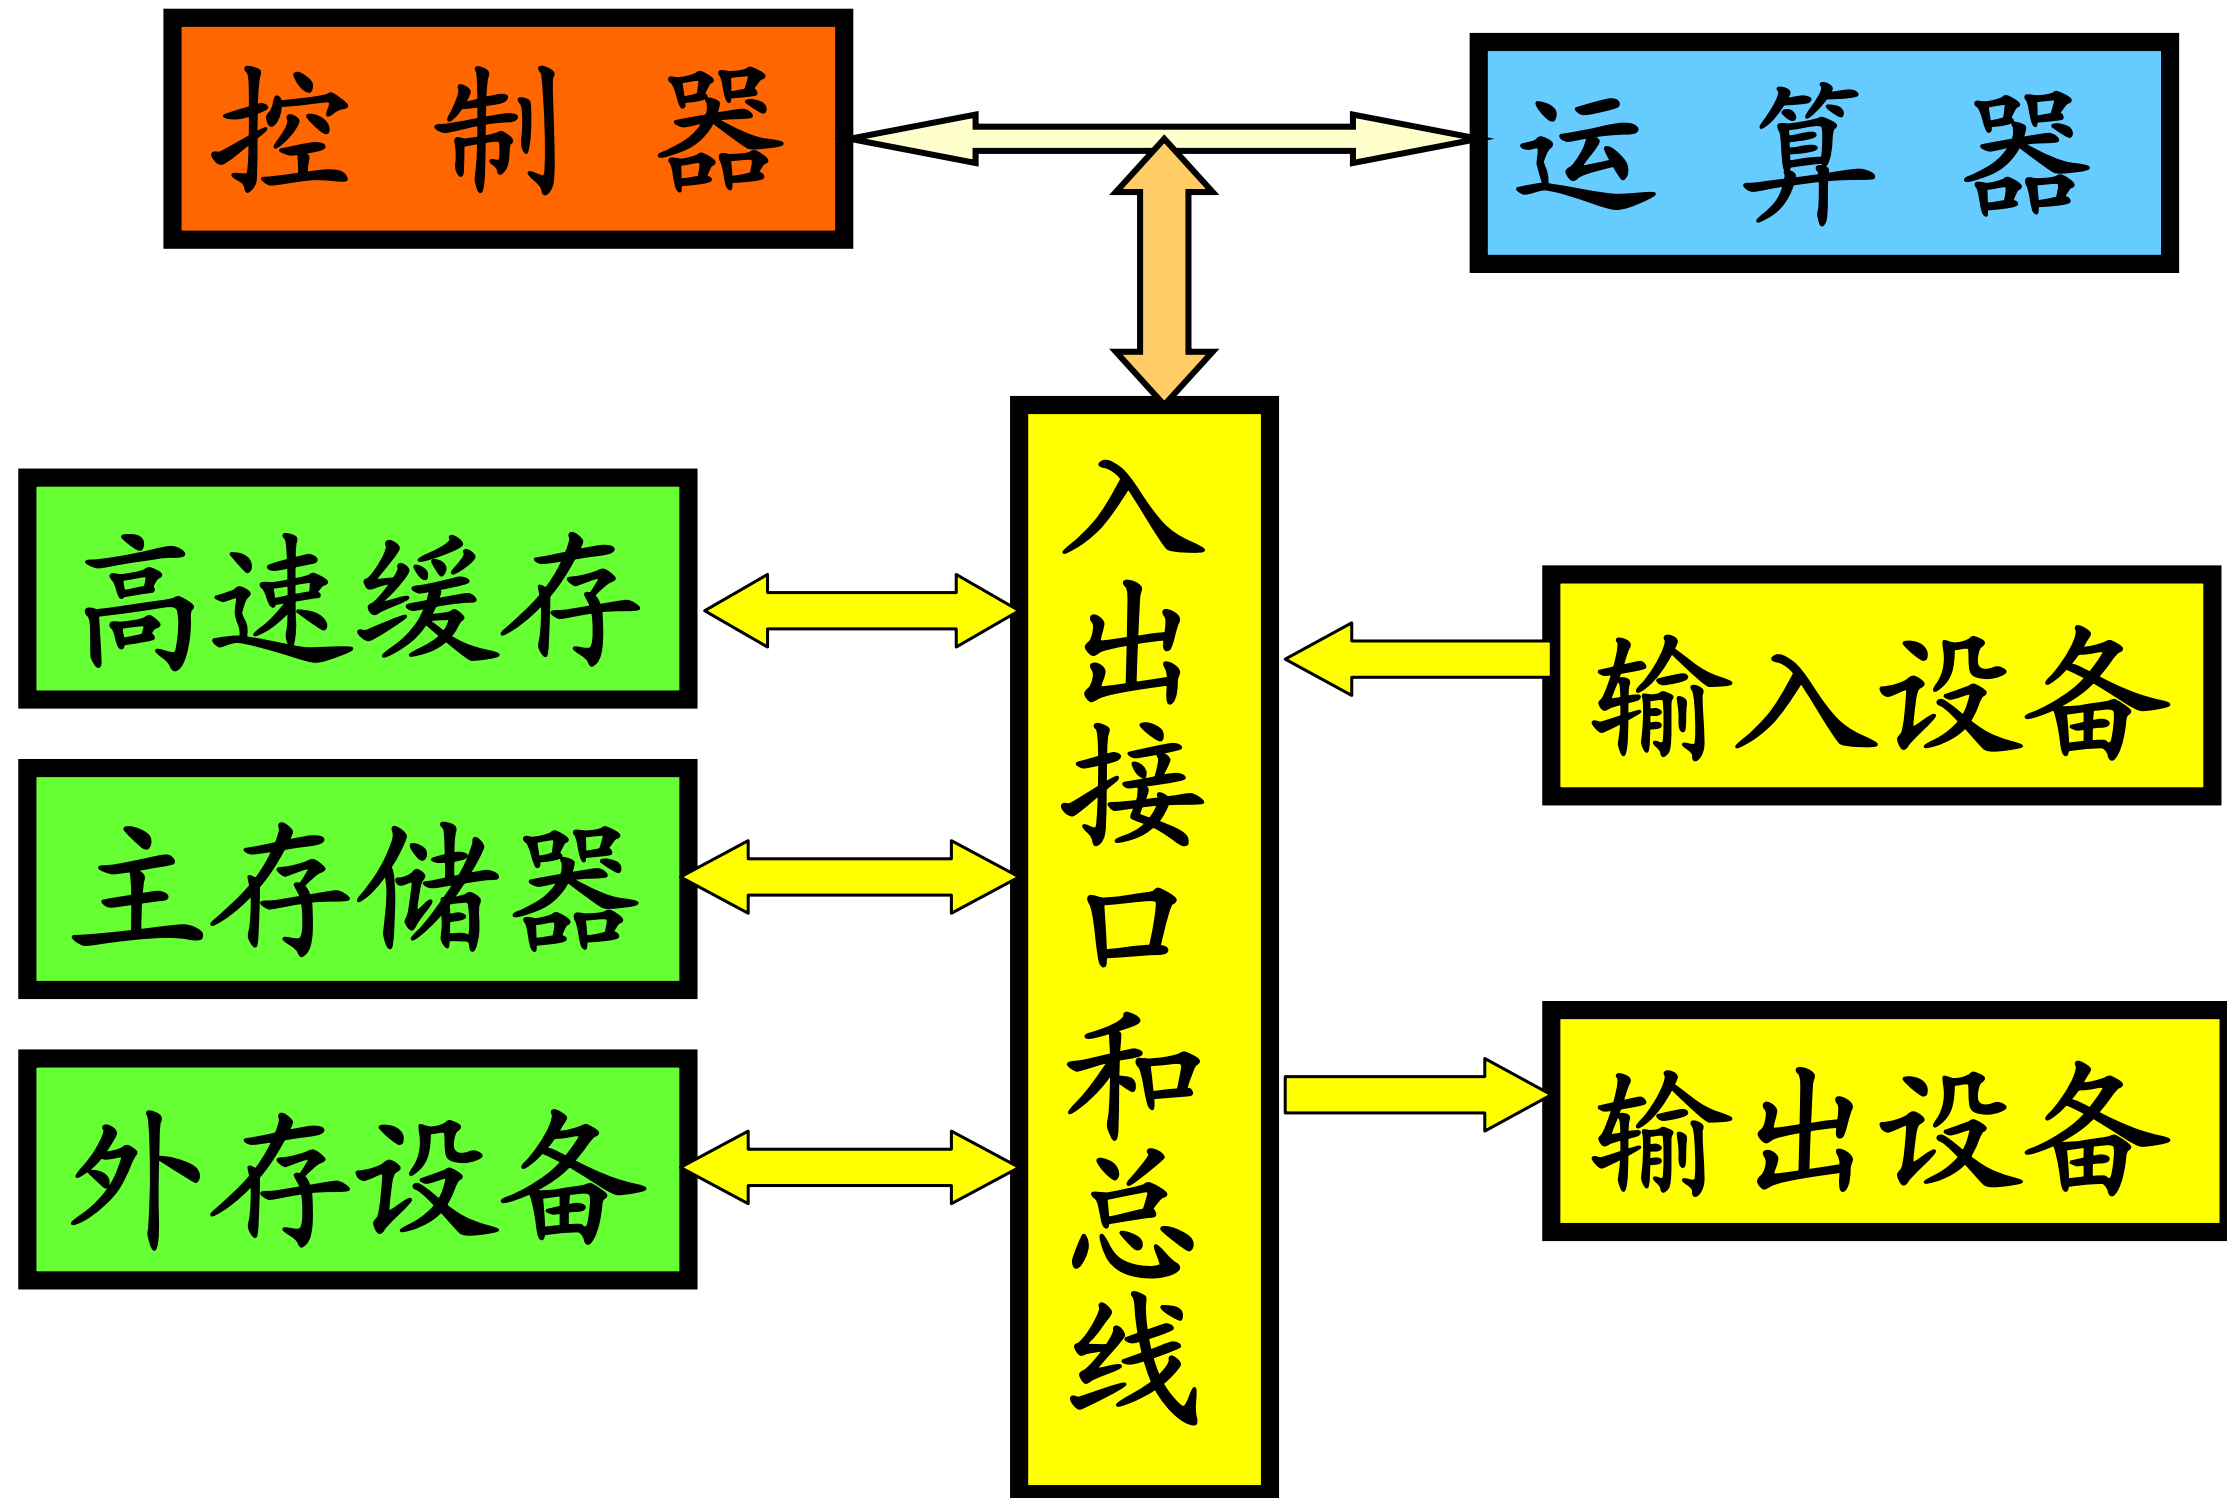 控 制 器
运 算 器
高速缓存
主存储器
外存设备
入出接口和总线
输入设备
输出设备